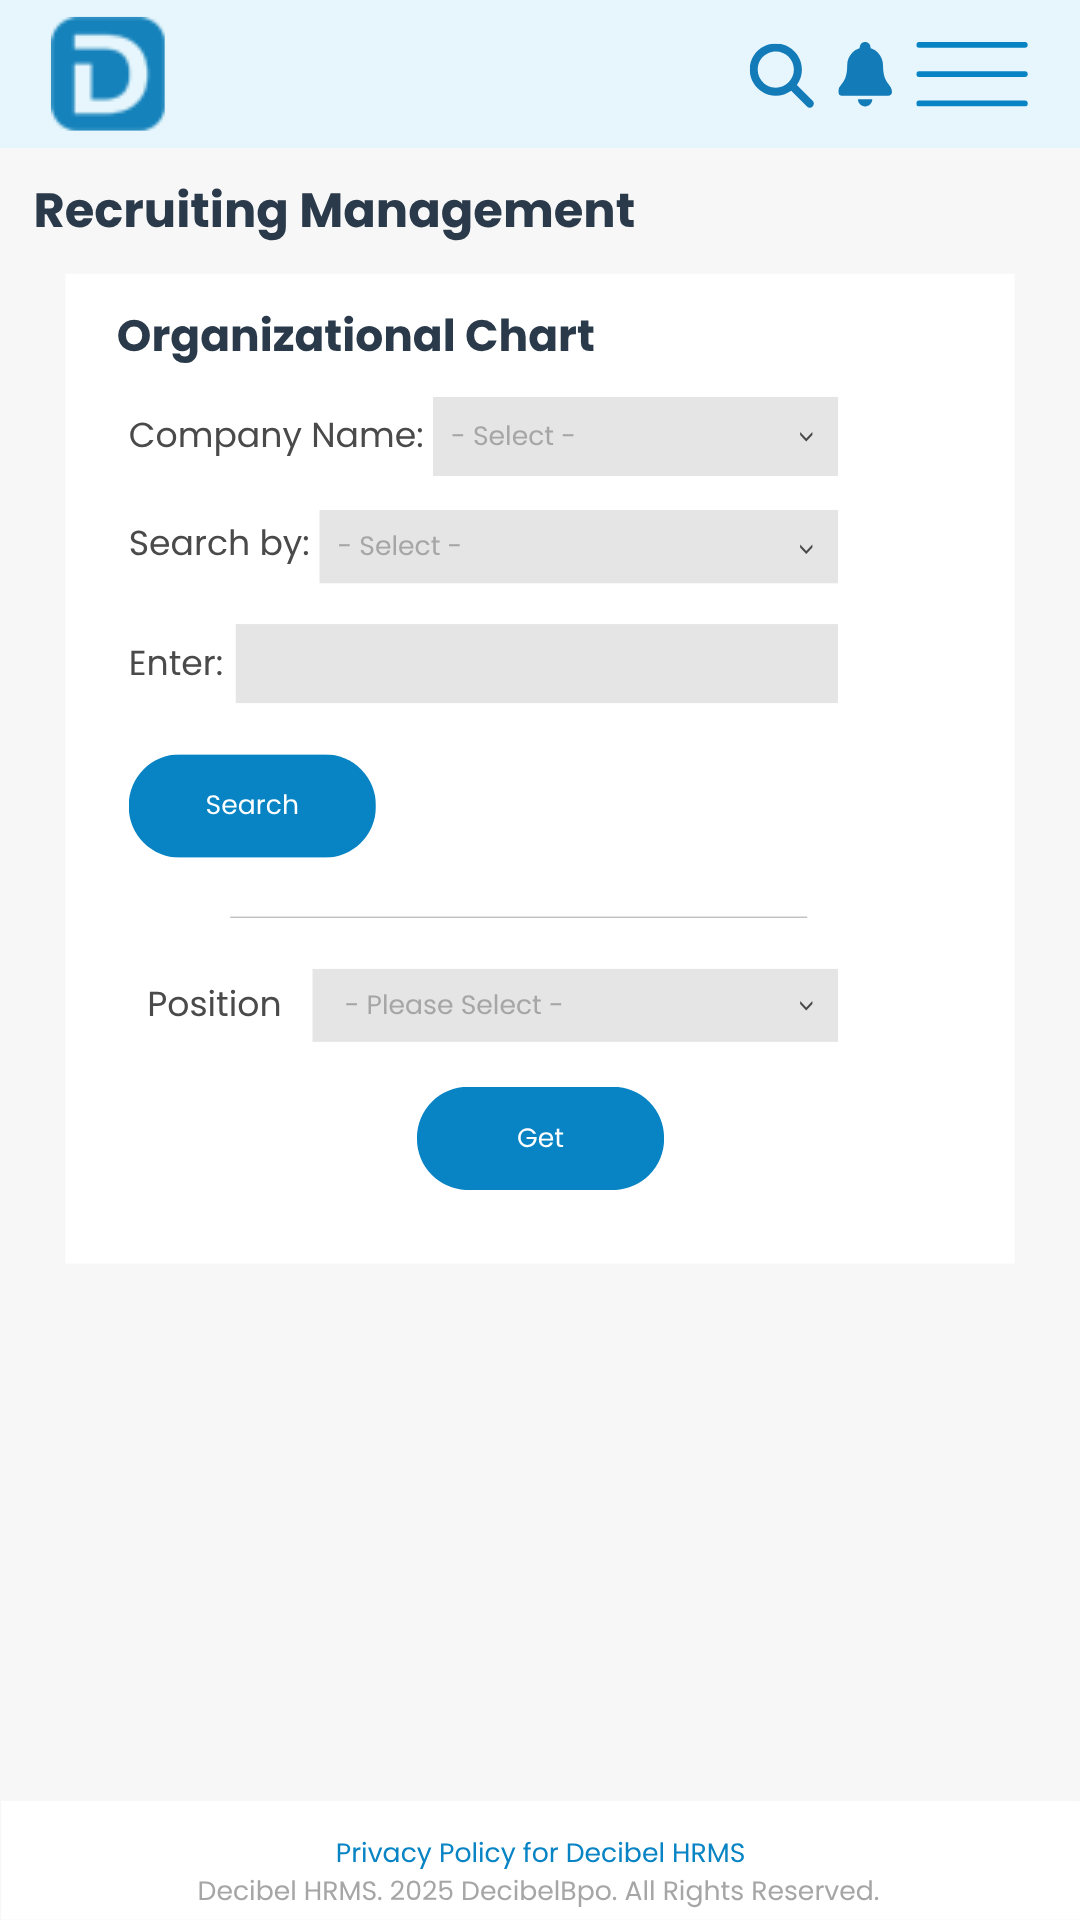 D
Recruiting Management
Organizational Chart
Company Name: - Select -
Search by: - Select -
Enter:
Search
Position - Please Select -
Get
Privacy Policy for Decibel HRMS
Decibel HRMS. 2025 DecibelBpo. All Rights Reserved.